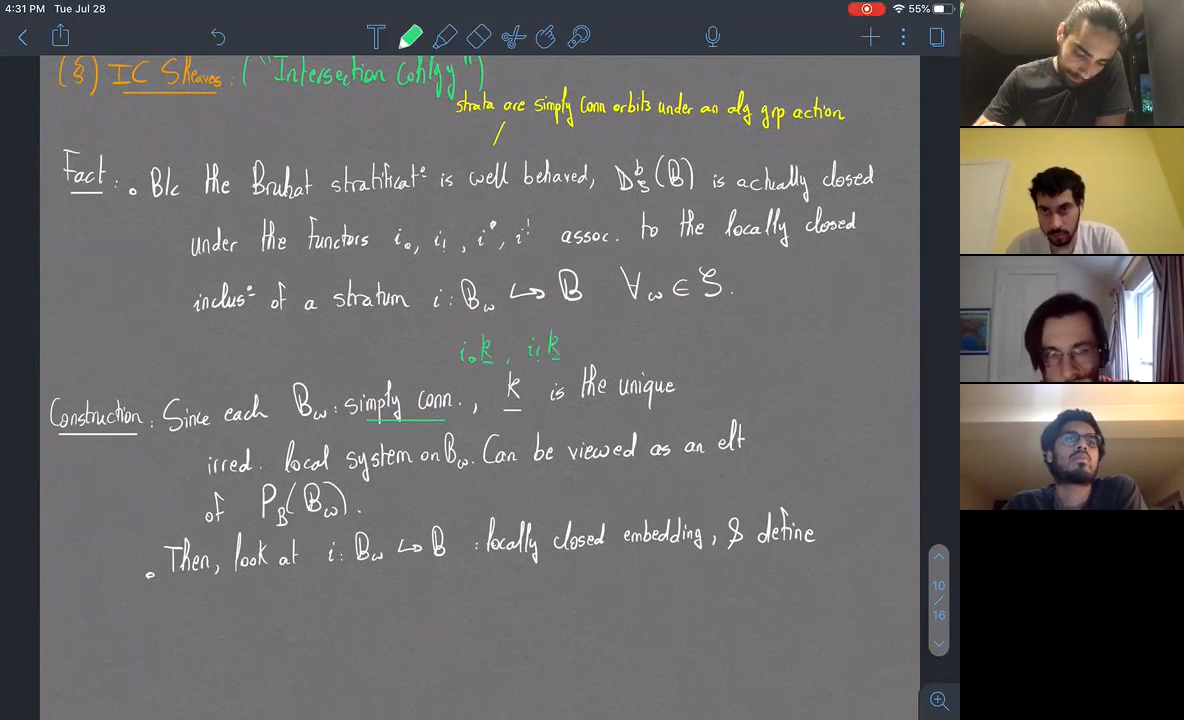 4:31 PM Tue Jul 28
55%
(§) IC Sheaves: ("Intersection Cohlgy")
strata are simply conn orbits under an alg grp action
Fact: • Blc the Bruhat stratificat° is well behaved, D^b_S(B) is actually closed
under the functors i_*, i_!, i^*, i^! assoc. to the locally closed
inclus° of a stratum i: B_w ↪ B ∀ w ∈ S.
i_* k, i_! k
Construction: Since each B_w: simply conn., k is the unique
irred. local system on B_w. Can be viewed as an elt
of P_B(B_w).
• Then, look at i: B_w ↪ B : locally closed embedding, & define
10
/
16